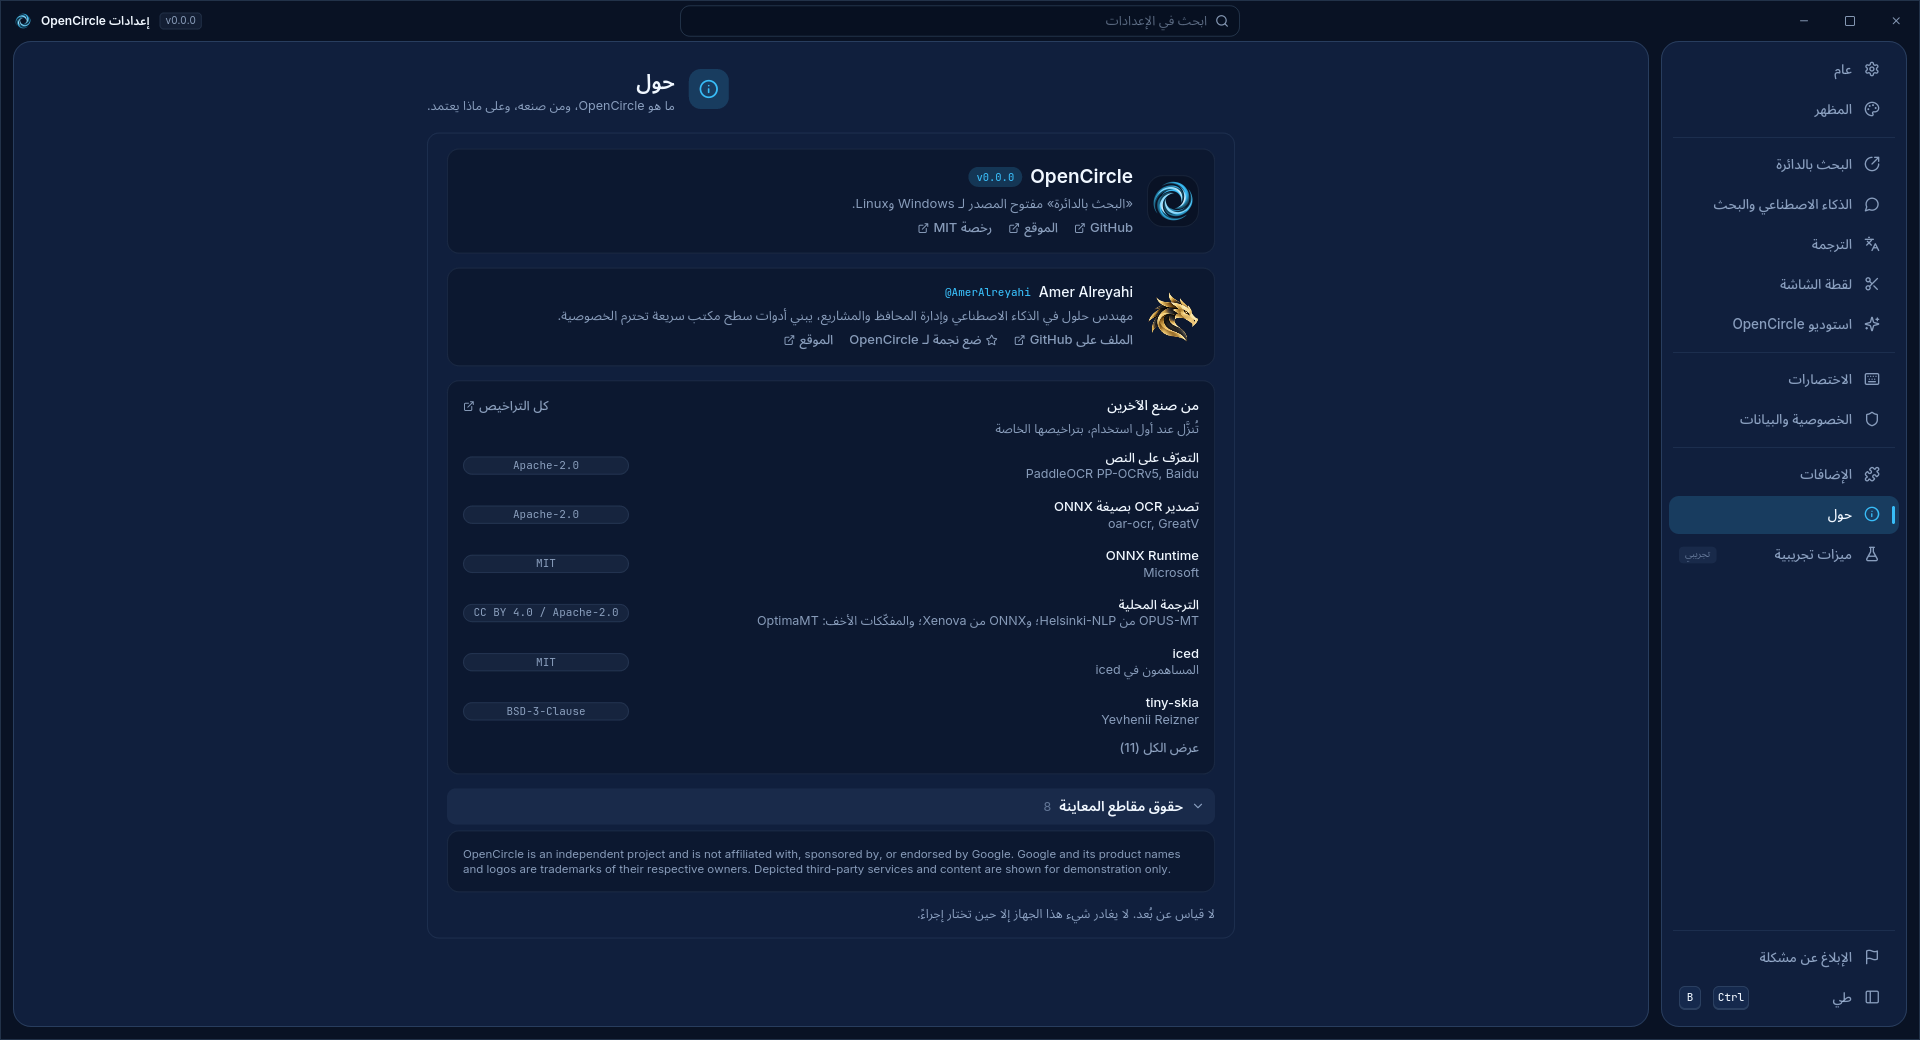 إعدادات OpenCircle
v0.0.0
ابحث في الإعدادات
عام
المظهر
البحث بالدائرة
الذكاء الاصطناعي والبحث
الترجمة
لقطة الشاشة
استوديو OpenCircle
الاختصارات
الخصوصية والبيانات
الإضافات
حول
ميزات تجريبية
تجريبي
الإبلاغ عن مشكلة
طي
Ctrl
B
حول
ما هو OpenCircle، ومن صنعه، وعلى ماذا يعتمد.
OpenCircle v0.0.0
«البحث بالدائرة» مفتوح المصدر لـ Windows وLinux.
GitHub الموقع رخصة MIT
Amer Alreyahi @AmerAlreyahi
مهندس حلول في الذكاء الاصطناعي وإدارة المحافظ والمشاريع، يبني أدوات سطح مكتب سريعة تحترم الخصوصية.
الملف على GitHub ضع نجمة لـ OpenCircle الموقع
من صنع الآخرين
كل التراخيص
تُنزَّل عند أول استخدام، بتراخيصها الخاصة
التعرّف على النص
PaddleOCR PP-OCRv5, Baidu
Apache-2.0
تصدير OCR بصيغة ONNX
oar-ocr, GreatV
Apache-2.0
ONNX Runtime
Microsoft
MIT
الترجمة المحلية
OPUS-MT من Helsinki-NLP؛ وONNX من Xenova؛ والمفكّكات الأخف: OptimaMT
CC BY 4.0 / Apache-2.0
iced
المساهمون في iced
MIT
tiny-skia
Yevhenii Reizner
BSD-3-Clause
عرض الكل (11)
حقوق مقاطع المعاينة 8
OpenCircle is an independent project and is not affiliated with, sponsored by, or endorsed by Google. Google and its product names
and logos are trademarks of their respective owners. Depicted third-party services and content are shown for demonstration only.
لا قياس عن بُعد. لا يغادر شيء هذا الجهاز إلا حين تختار إجراءً.